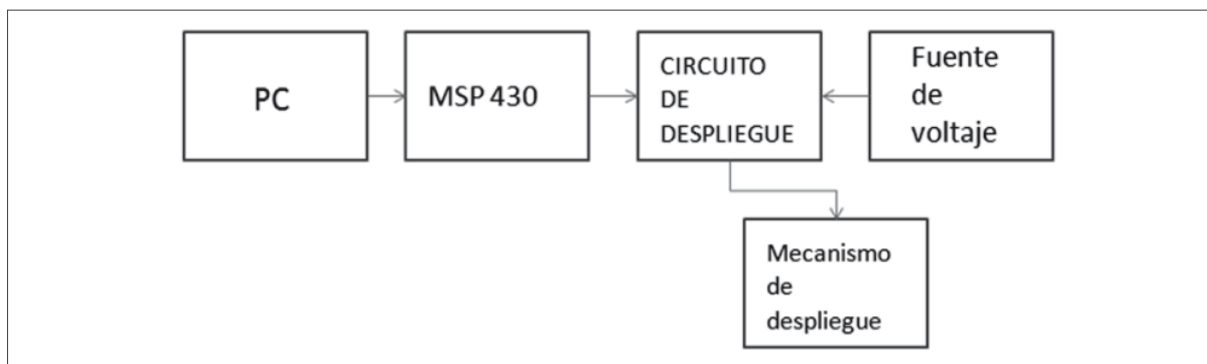 PC
MSP 430
CIRCUITO
DE
DESPLIEGUE
Fuente
de
voltaje
Mecanismo
de
despliegue